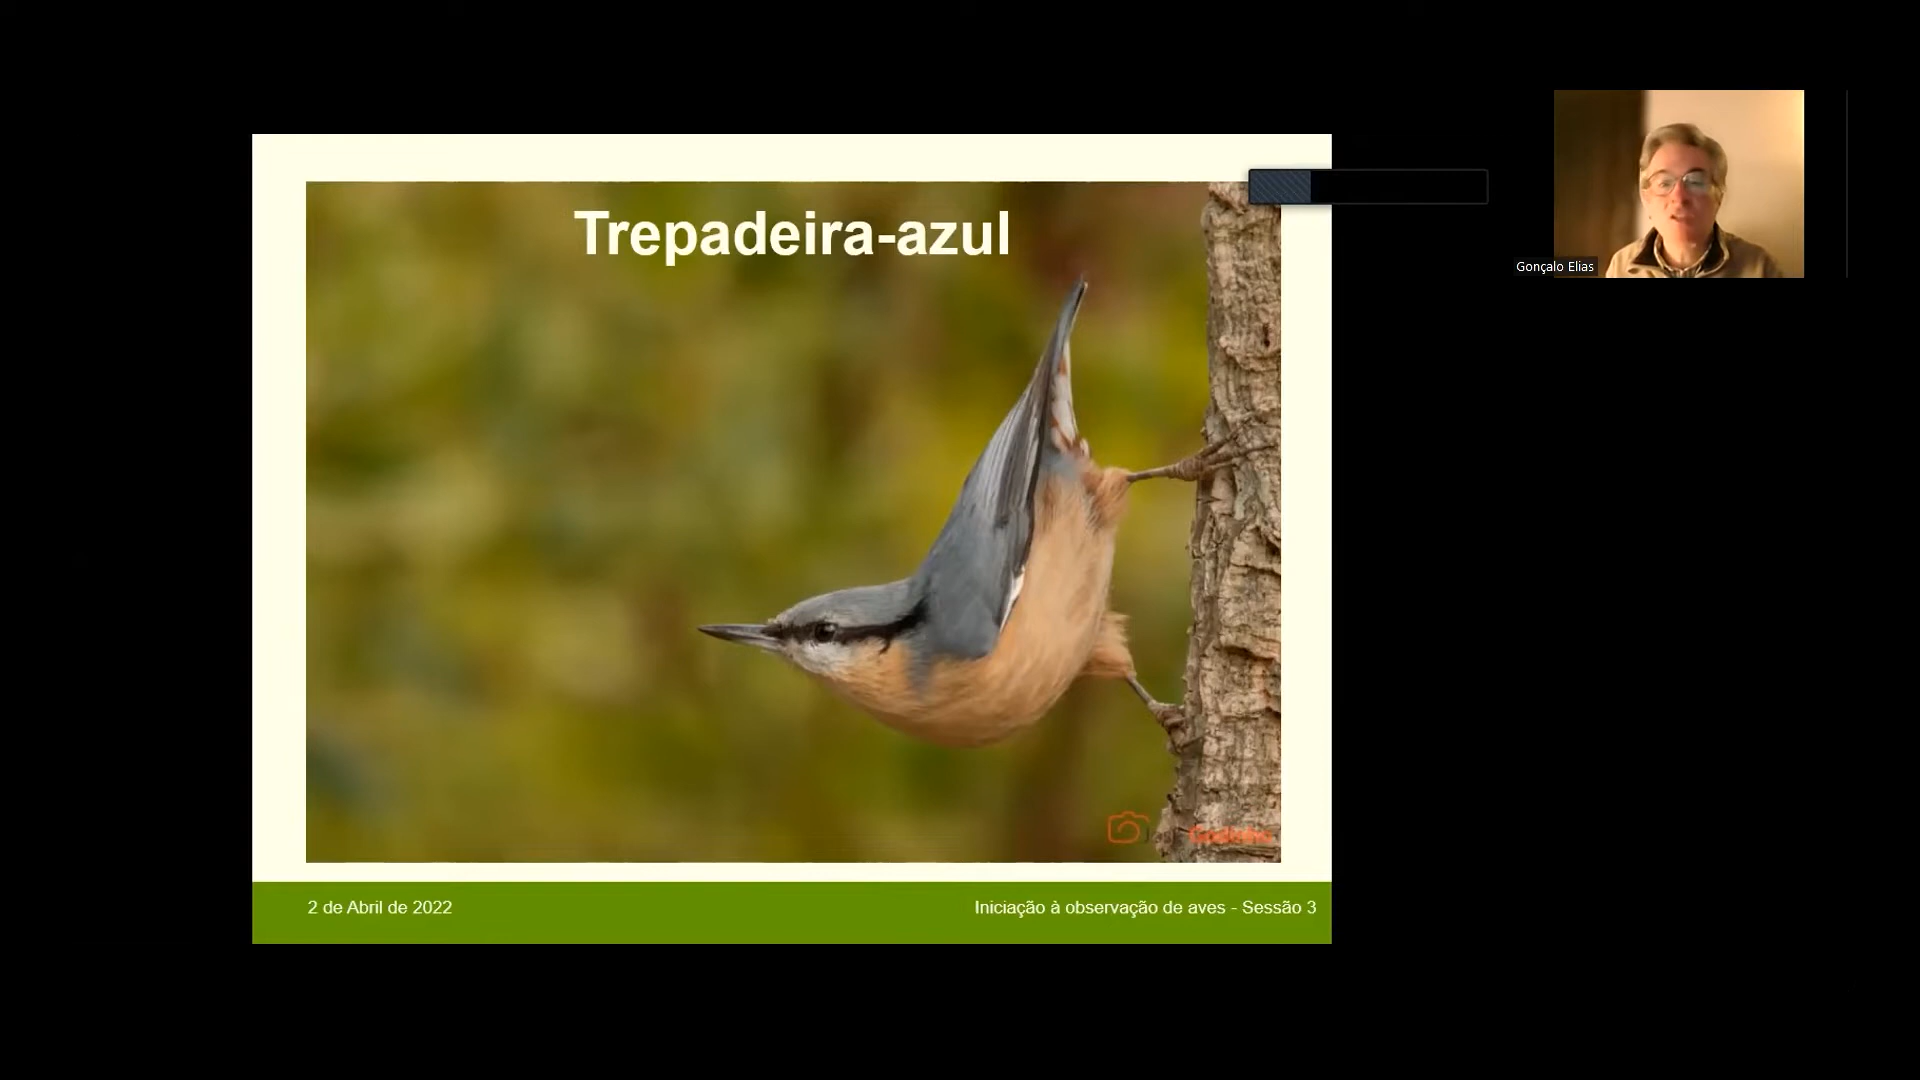 Trepadeira-azul
Gonçalo Elias
2 de Abril de 2022
Iniciação à observação de aves - Sessão 3